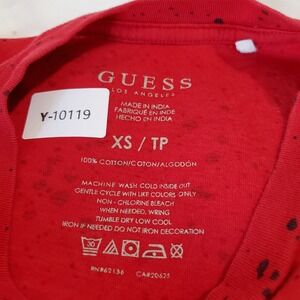 GUESS
LOS ANGELES
MADE IN INDIA
FABRIQUÉ EN INDE
HECHO EN INDIA
Y-10119
XS / TP
100% COTTON/COTON/ALGODÓN
MACHINE WASH COLD INSIDE OUT
GENTLE CYCLE WITH LIKE COLORS ONLY
NON - CHLORINE BLEACH
WHEN NEEDED, WRING
TUMBLE DRY LOW COOL
IRON IF NEEDED DO NOT IRON DECORATION
30
RN#62136 CA#20625